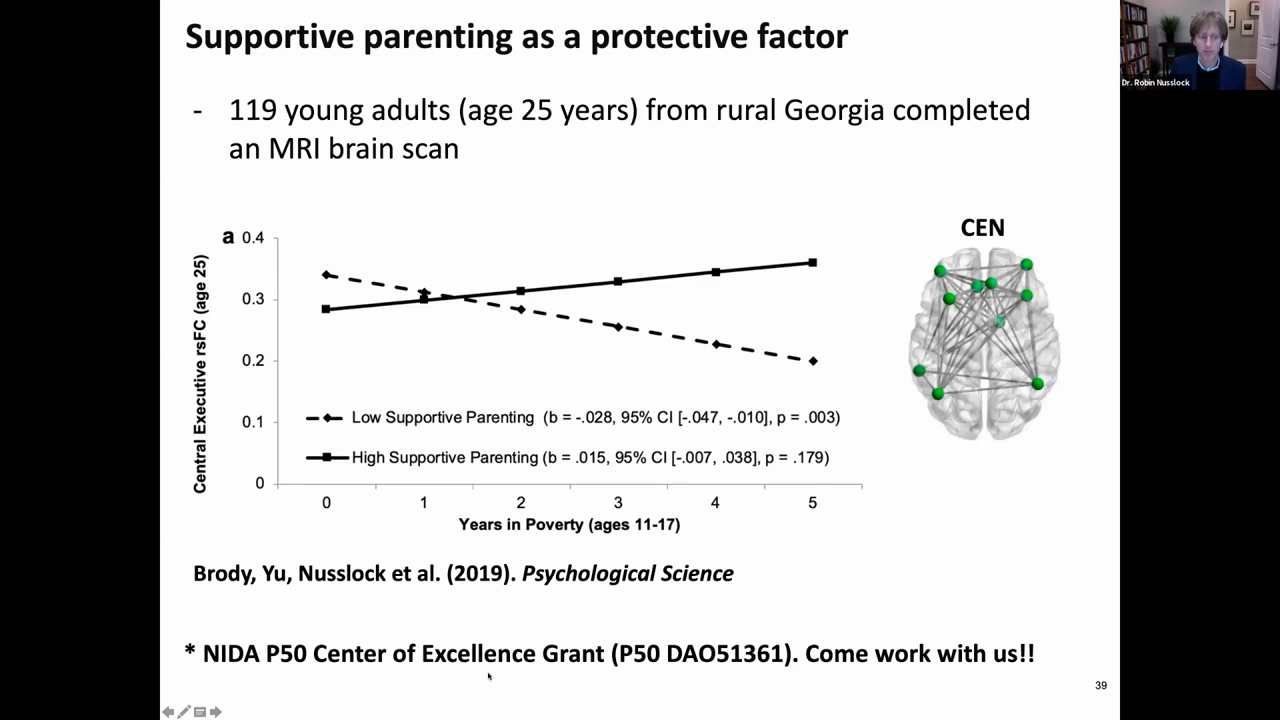 Supportive parenting as a protective factor
Dr. Robin Nusslock
- 119 young adults (age 25 years) from rural Georgia completed
an MRI brain scan
CEN
a
Central Executive rsFC (age 25)
0.4
0.3
0.2
0.1
0
Low Supportive Parenting (b = -.028, 95% CI [-.047, -.010], p = .003)
High Supportive Parenting (b = .015, 95% CI [-.007, .038], p = .179)
0 1 2 3 4 5
Years in Poverty (ages 11-17)
Brody, Yu, Nusslock et al. (2019). Psychological Science
* NIDA P50 Center of Excellence Grant (P50 DAO51361). Come work with us!!
39